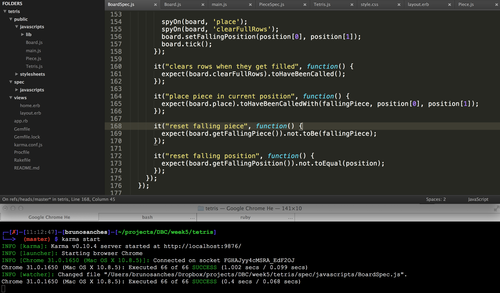 FOLDERS
tetris
public
javascripts
lib
Board.js
main.js
Piece.js
Tetris.js
stylesheets
spec
javascripts
views
home.erb
layout.erb
app.rb
Gemfile
Gemfile.lock
karma.conf.js
Procfile
Rakefile
README.md
BoardSpec.js Board.js main.js PieceSpec.js Tetris.js style.css layout.erb Piece.js
153
154 spyOn(board, 'place');
155 spyOn(board, 'clearFullRows');
156 board.setFallingPosition(position[0], position[1]);
157 board.tick();
158 });
159
160 it("clears rows when they get filled", function() {
161 expect(board.clearFullRows).toHaveBeenCalled();
162 });
163
164 it("place piece in current position", function() {
165 expect(board.place).toHaveBeenCalledWith(fallingPiece, position[0], position[1]);
166 });
167
168 it("reset falling piece", function() {
169 expect(board.getFallingPiece()).not.toBe(fallingPiece);
170 });
171
172 it("reset falling position", function() {
173 expect(board.getFallingPosition()).not.toEqual(position);
174 });
175 });
176 });
On refs/heads/master* in tetris, Line 168, Column 43 Spaces: 2 JavaScript
tetris — Google Chrome He — 141×10
Google Chrome He bash ruby
[11:12:47] [brunosanches] [~/projects/DBC/week5/tetris]
(master) karma start
INFO [karma]: Karma v0.10.4 server started at http://localhost:9876/
INFO [launcher]: Starting browser Chrome
INFO [Chrome 31.0.1650 (Mac OS X 10.8.5)]: Connected on socket
Chrome 31.0.1650 (Mac OS X 10.8.5): Executed 66 of 66 SUCCESS (1.002 secs / 0.099 secs)
INFO [watcher]: Changed file "/Users/brunosanches/Dropbox/projects/DBC/week5/tetris/spec/javascripts/BoardSpec.js".
Chrome 31.0.1650 (Mac OS X 10.8.5): Executed 66 of 66 SUCCESS (0.4 secs / 0.068 secs)